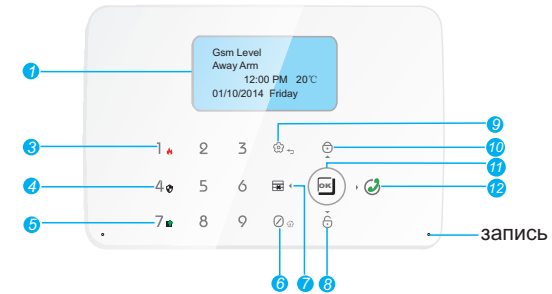 Gsm Level
Away Arm
12:00 PM 20℃
01/10/2014 Friday
1
9
3
1 2 3
10
11
OK
4
4 5 6
12
5
7 8 9 0
запись
6 7 8